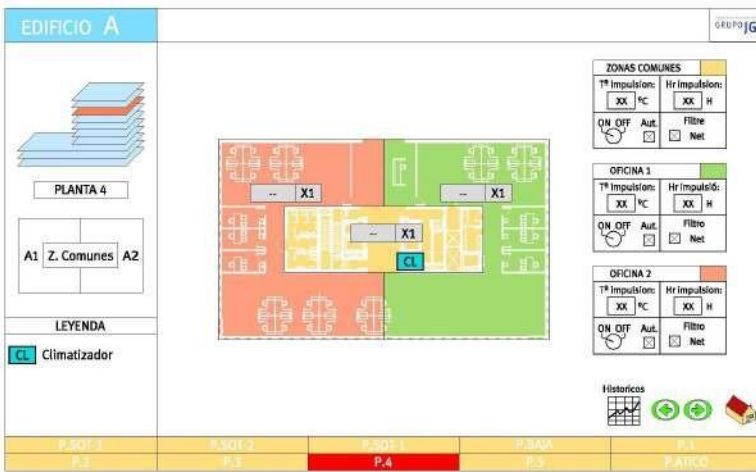 EDIFICIO A
GRUPO JG
PLANTA 4
A1 Z. Comunes A2
LEYENDA
CL Climatizador
-- X1
-- X1
-- X1
CL
ZONAS COMUNES
Tª Impulsion: Hr impulsion:
XX ºC XX H
ON OFF Aut. Filtre
Net
OFICINA 1
Tª Impulsion: Hr impulsió:
XX ºC XX H
ON OFF Aut. Filtro
Net
OFICINA 2
Tª Impulsion: Hr impulsion:
XX ºC XX H
ON OFF Aut. Filtro
Net
Historicos
P.SOT-3 P.SOT-2 P.SOT-1 P.BAJA P.1
P.2 P.3 P.4 P.5 P.ATICO